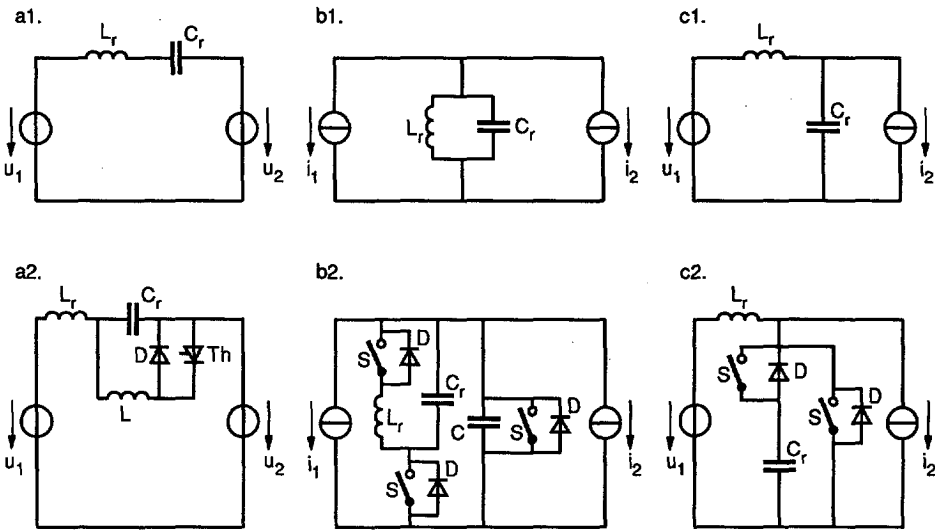 a1.
b1.
c1.
Lr
Cr
u1
u2
Lr
Cr
i1
i2
Lr
Cr
u1
i2
a2.
b2.
c2.
Lr
Cr
D
Th
L
u1
u2
S
D
Lr
Cr
S
D
C
S
D
i1
i2
Lr
S
D
S
D
Cr
u1
i2